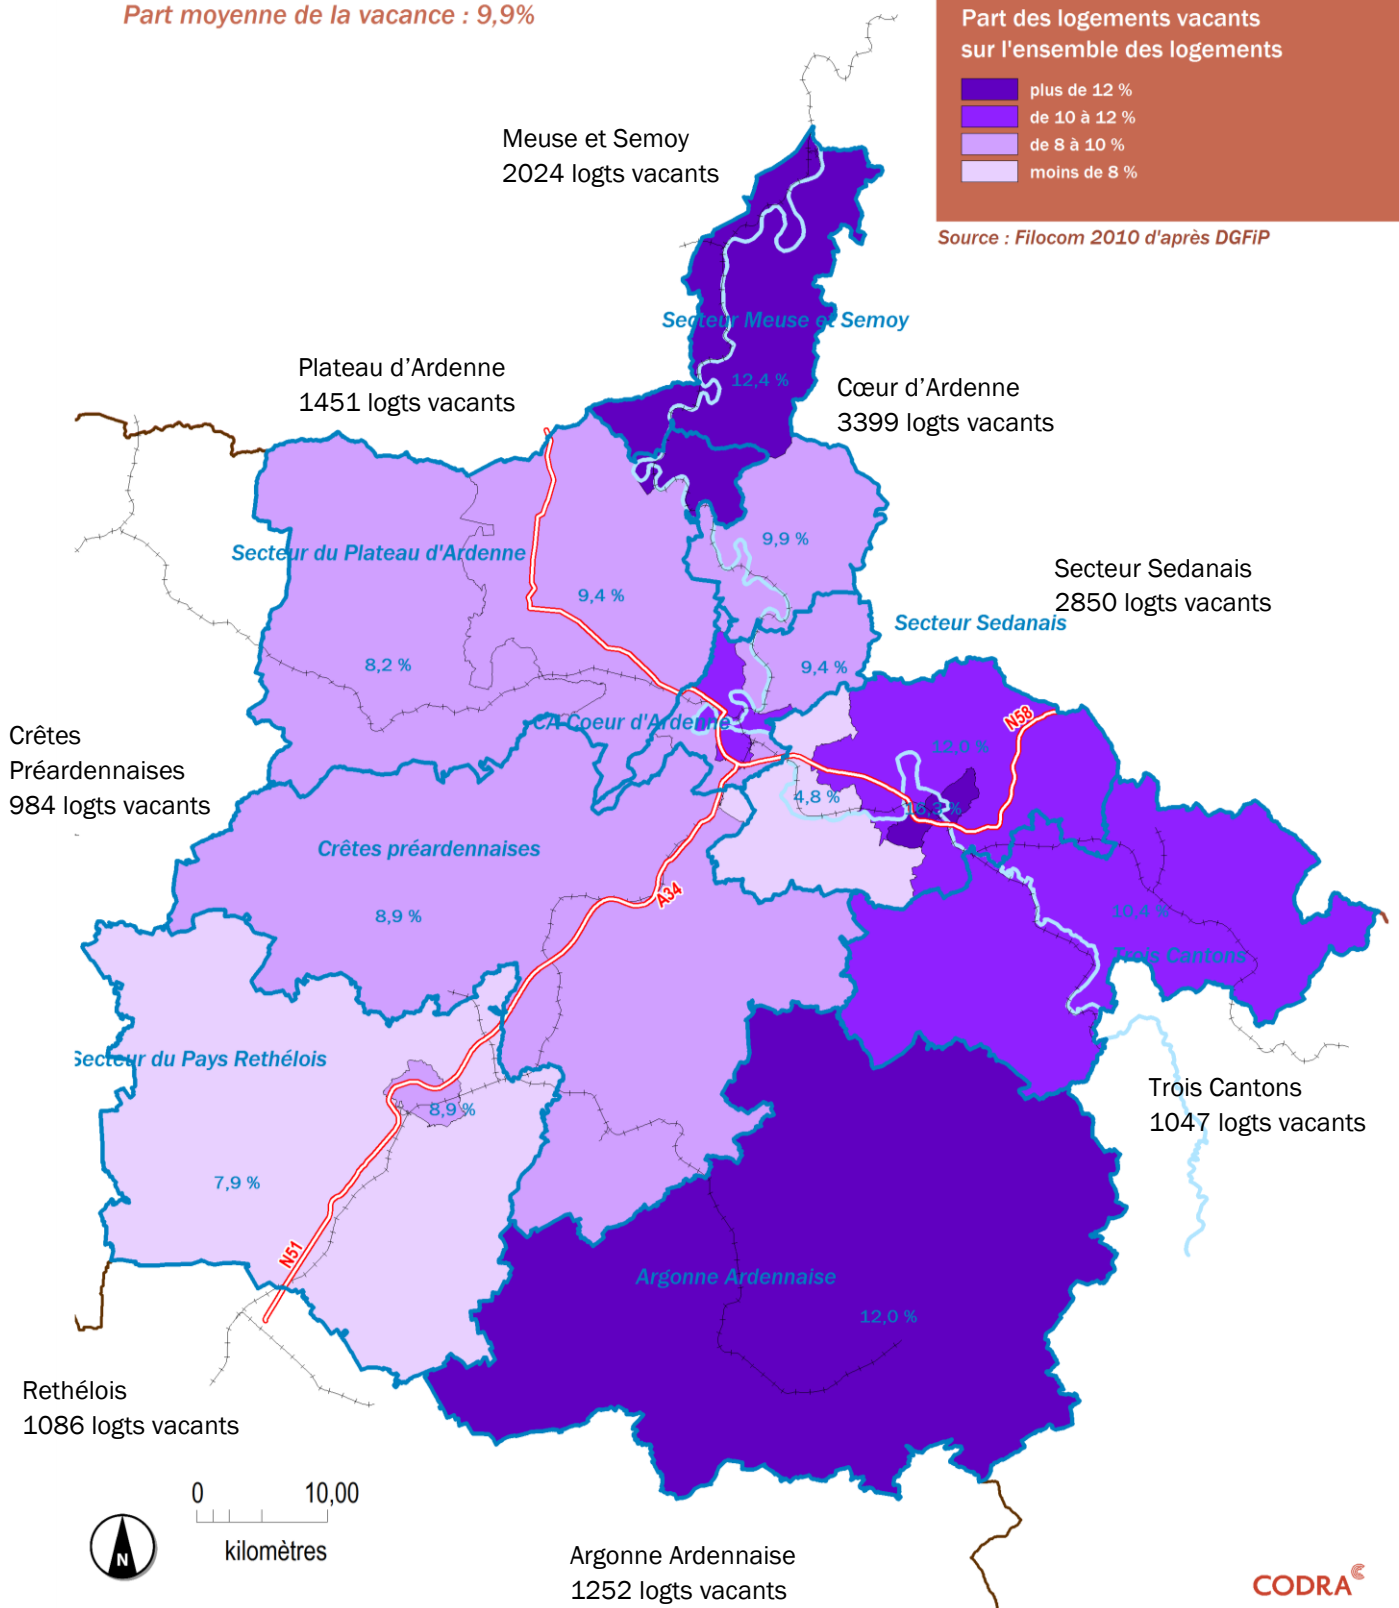 Part moyenne de la vacance : 9,9%
Part des logements vacants
sur l'ensemble des logements
plus de 12 %
de 10 à 12 %
de 8 à 10 %
moins de 8 %
Source : Filocom 2010 d'après DGFiP
Meuse et Semoy
2024 logts vacants
Secteur Meuse et Semoy
12,4 %
Plateau d’Ardenne
1451 logts vacants
Cœur d’Ardenne
3399 logts vacants
Secteur du Plateau d'Ardenne
9,9 %
9,4 %
8,2 %
Secteur Sedanais
2850 logts vacants
Secteur Sedanais
9,4 %
CA Coeur d'Ardenne
N58
12,0 %
4,8 %
16,3 %
Crêtes
Préardennaises
984 logts vacants
Crêtes préardennaises
8,9 %
A34
10,4 %
Trois Cantons
Secteur du Pays Rethélois
8,9 %
7,9 %
N51
Trois Cantons
1047 logts vacants
Argonne Ardennaise
12,0 %
Rethélois
1086 logts vacants
0 10,00
kilomètres
N
Argonne Ardennaise
1252 logts vacants
CODRA